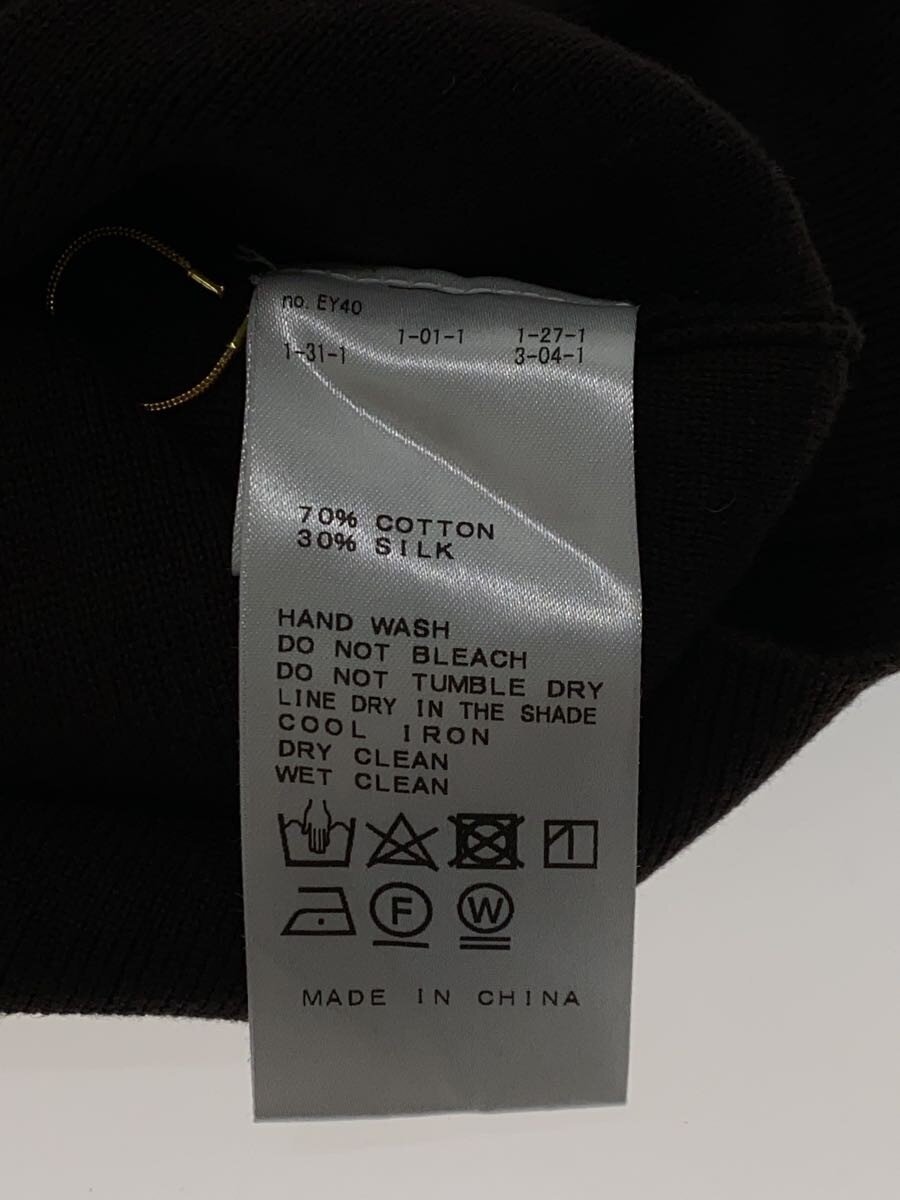 no. EY40
1-01-1 1-27-1
1-31-1 3-04-1
70% COTTON
30% SILK
HAND WASH
DO NOT BLEACH
DO NOT TUMBLE DRY
LINE DRY IN THE SHADE
COOL IRON
DRY CLEAN
WET CLEAN
F W
MADE IN CHINA